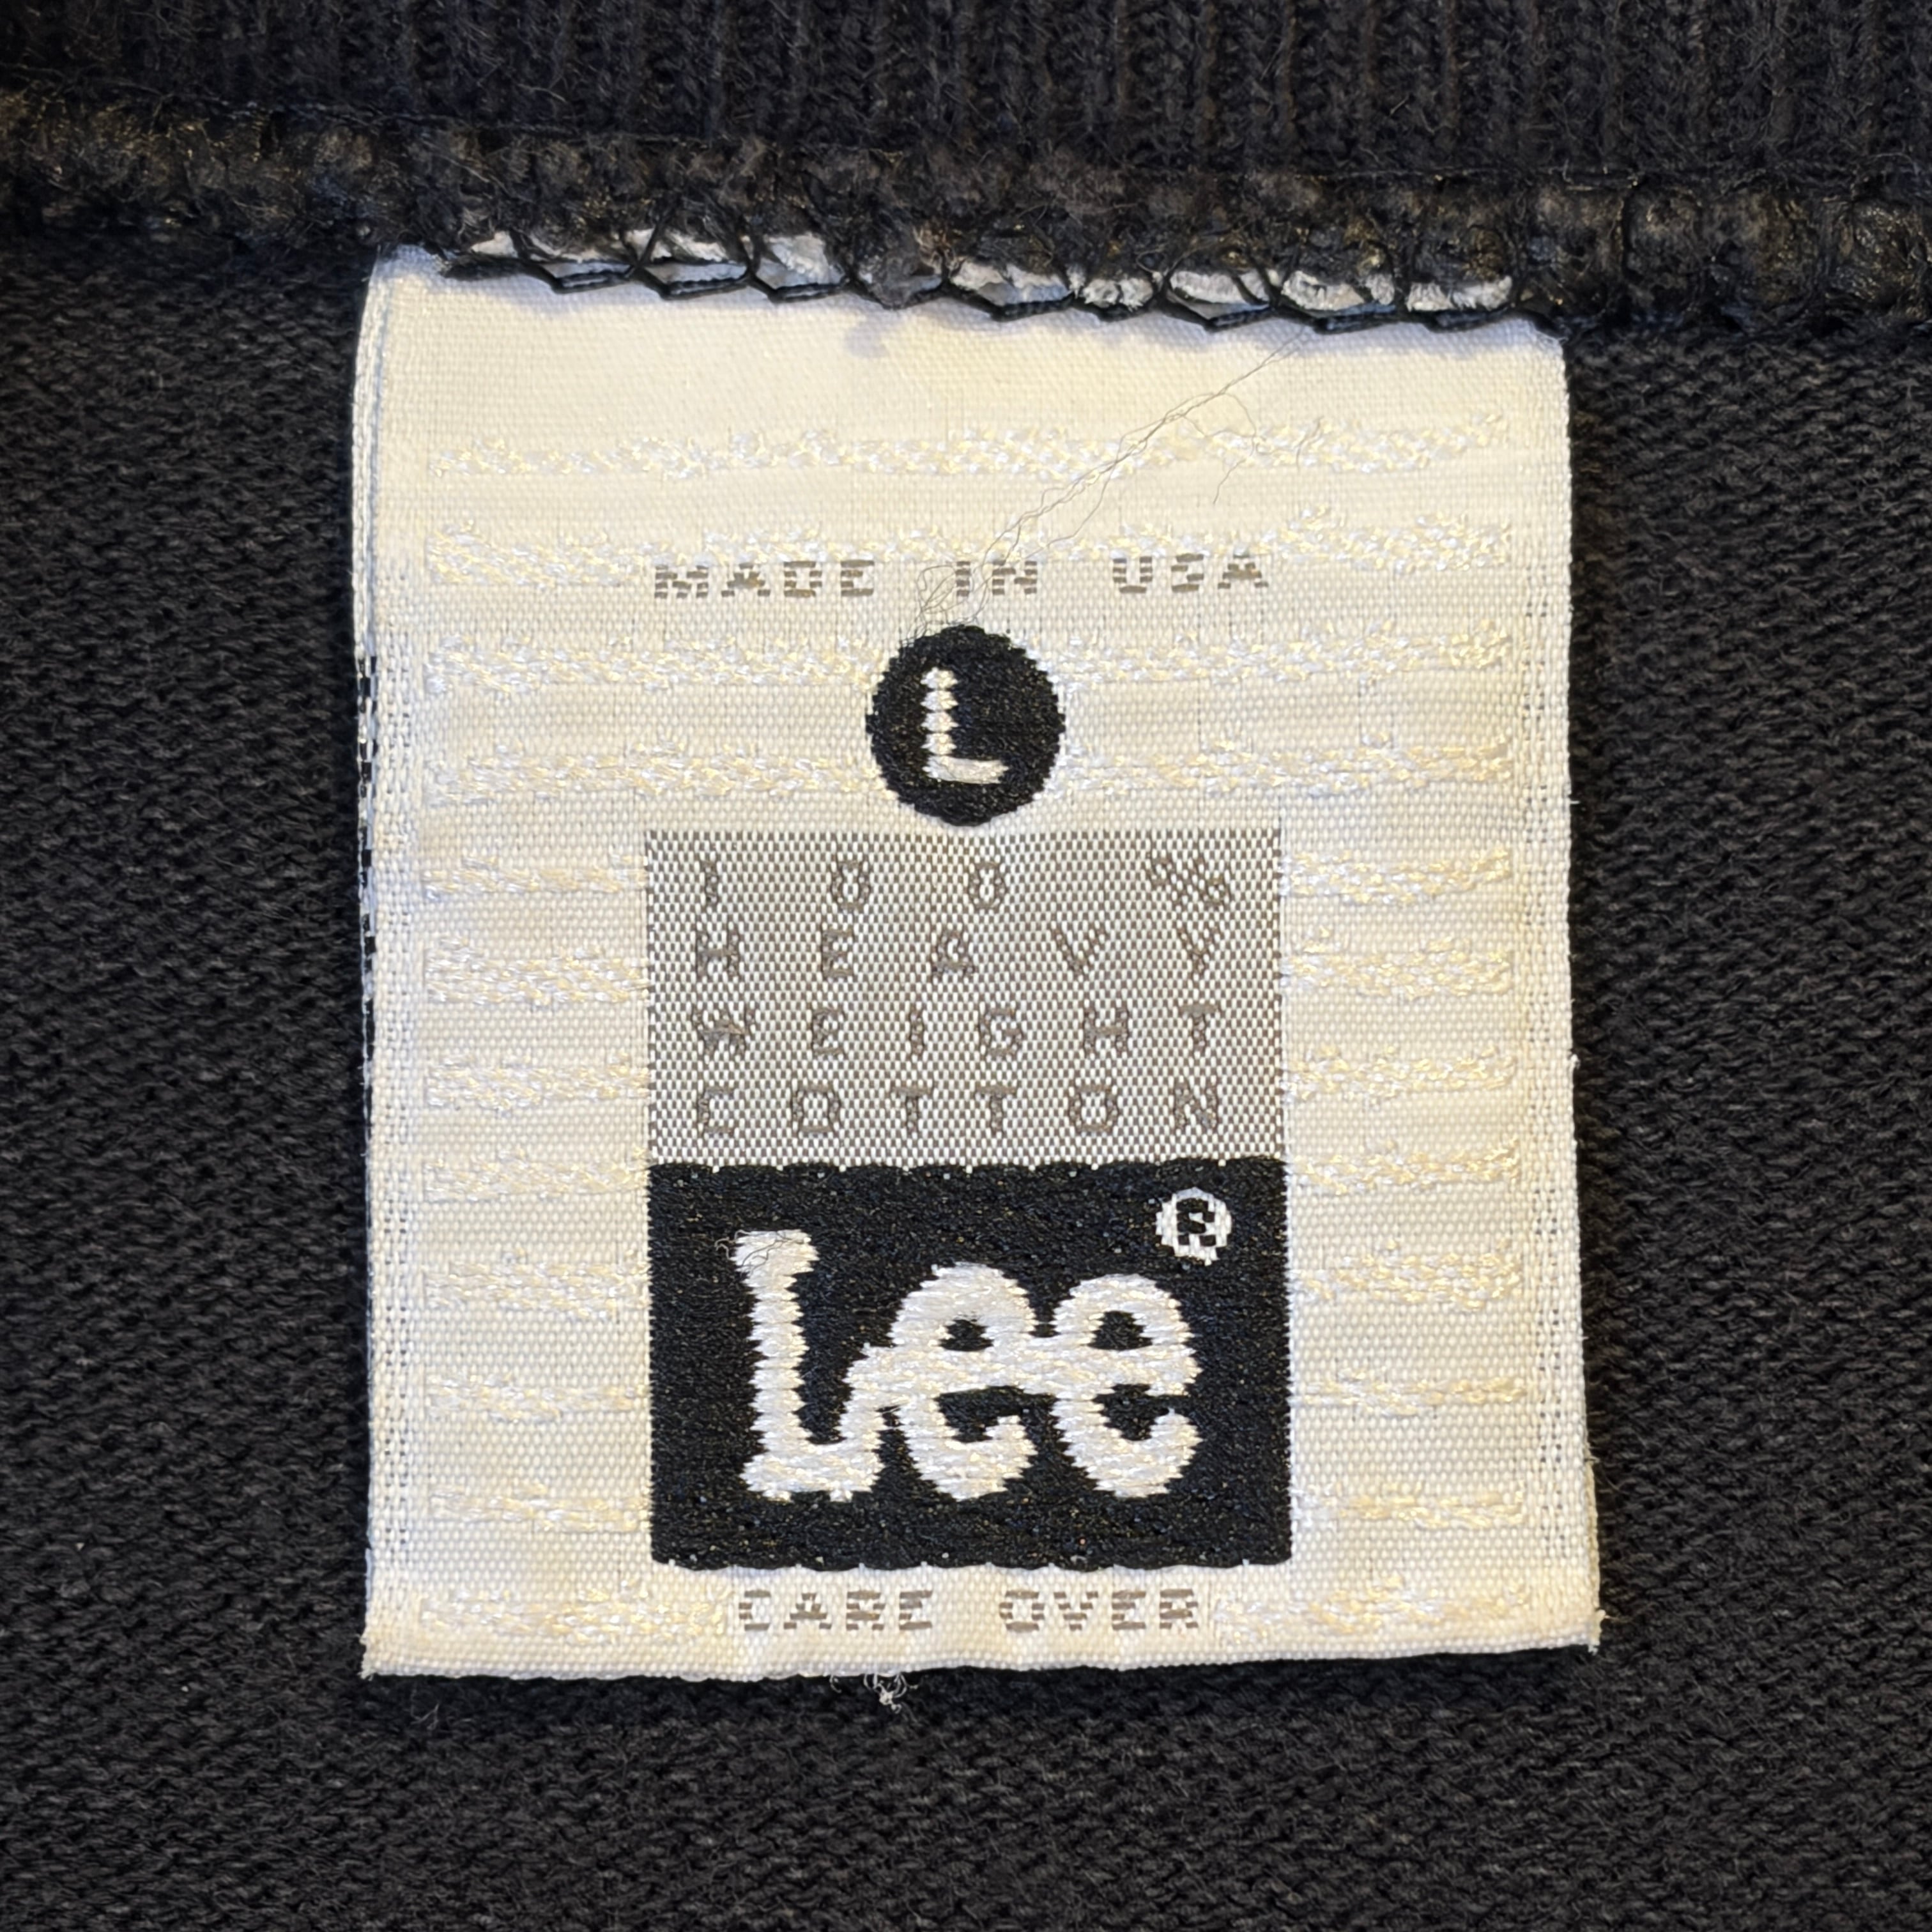 MADE IN USA
L
100%
HEAVY
WEIGHT
COTTON
Lee®
CARE OVER